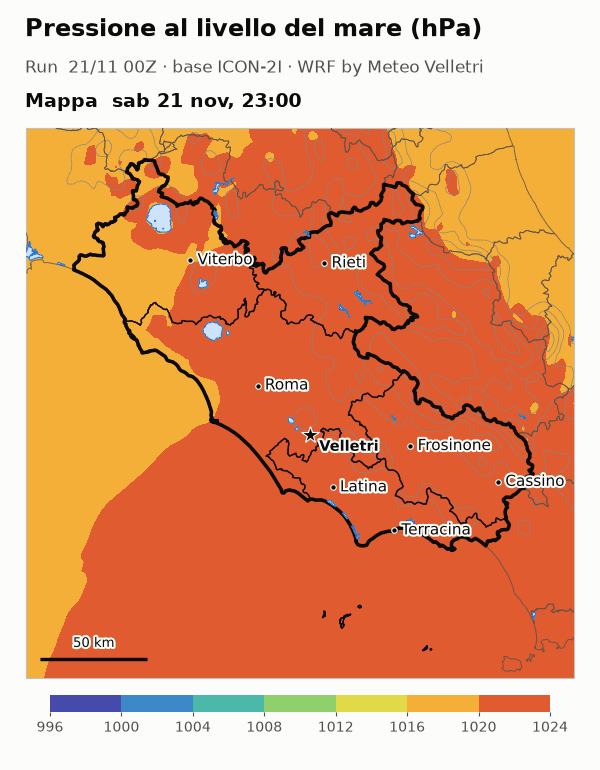 Pressione al livello del mare (hPa)
Run  21/11 00Z · base ICON-2I · WRF by Meteo Velletri
Mappa  sab 21 nov, 23:00
Viterbo
Rieti
Roma
Velletri
Frosinone
Cassino
Latina
Terracina
50 km
996 1000 1004 1008 1012 1016 1020 1024